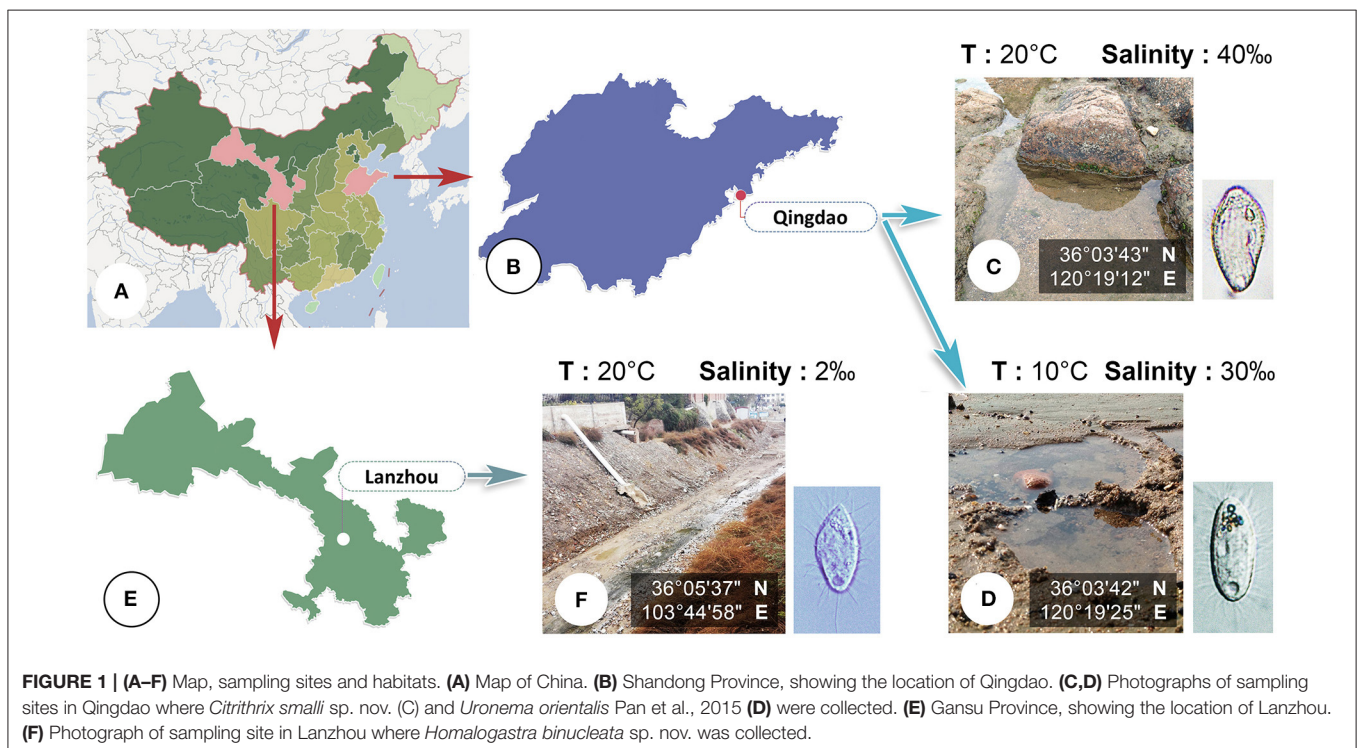 T : 20°C Salinity : 40‰
A
B
Qingdao
C
36°03'43" N
120°19'12" E
T : 20°C Salinity : 2‰
T : 10°C Salinity : 30‰
Lanzhou
E
F
36°05'37" N
103°44'58" E
D
36°03'42" N
120°19'25" E
FIGURE 1 | (A–F) Map, sampling sites and habitats. (A) Map of China. (B) Shandong Province, showing the location of Qingdao. (C,D) Photographs of sampling
sites in Qingdao where Citrithrix smalli sp. nov. (C) and Uronema orientalis Pan et al., 2015 (D) were collected. (E) Gansu Province, showing the location of Lanzhou.
(F) Photograph of sampling site in Lanzhou where Homalogastra binucleata sp. nov. was collected.